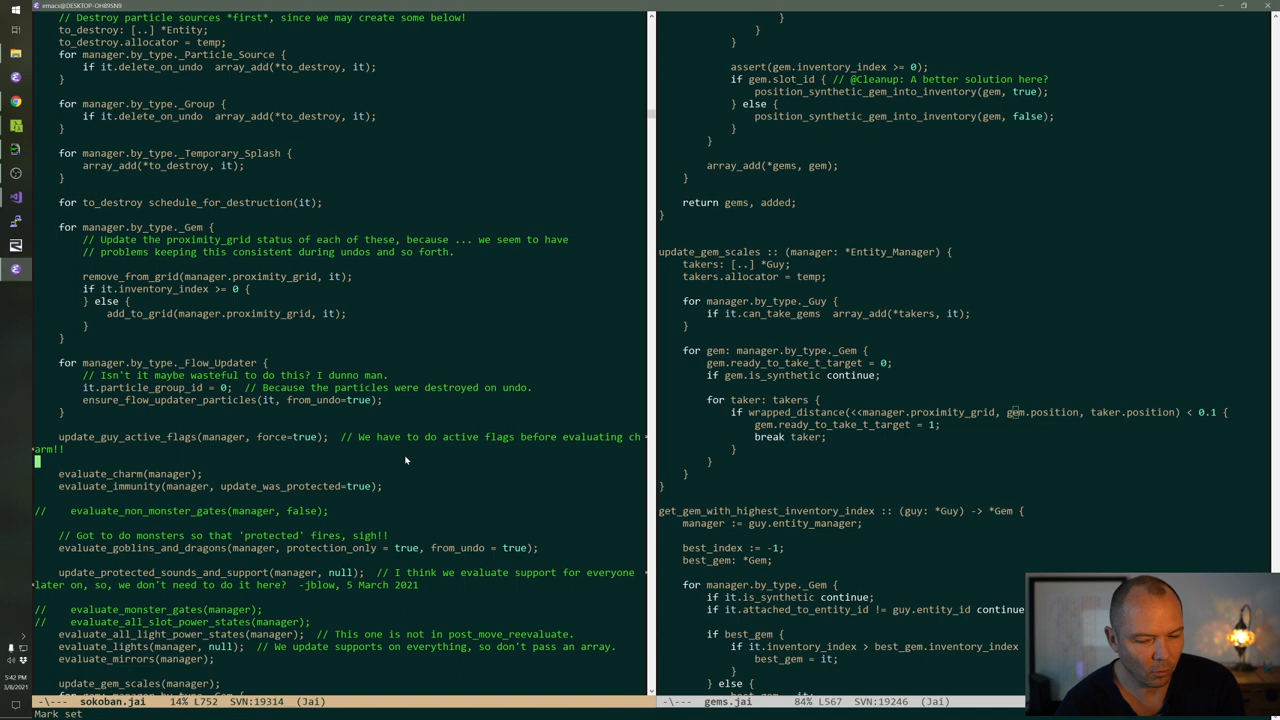 emacs@DESKTOP-OH89SN9
// Destroy particle sources *first*, since we may create some below!
to_destroy: [..] *Entity;
to_destroy.allocator = temp;
for manager.by_type._Particle_Source {
if it.delete_on_undo  array_add(*to_destroy, it);
}
for manager.by_type._Group {
if it.delete_on_undo  array_add(*to_destroy, it);
}
for manager.by_type._Temporary_Splash {
array_add(*to_destroy, it);
}
for to_destroy schedule_for_destruction(it);
for manager.by_type._Gem {
// Update the proximity_grid status of each of these, because ... we seem to have
// problems keeping this consistent during undos and so forth.
remove_from_grid(manager.proximity_grid, it);
if it.inventory_index >= 0 {
} else {
add_to_grid(manager.proximity_grid, it);
}
}
for manager.by_type._Flow_Updater {
// Isn't it maybe wasteful to do this? I dunno man.
it.particle_group_id = 0;  // Because the particles were destroyed on undo.
ensure_flow_updater_particles(it, from_undo=true);
}
update_guy_active_flags(manager, force=true);  // We have to do active flags before evaluating ch
arm!!
evaluate_charm(manager);
evaluate_immunity(manager, update_was_protected=true);
//    evaluate_non_monster_gates(manager, false);
// Got to do monsters so that 'protected' fires, sigh!!
evaluate_goblins_and_dragons(manager, protection_only = true, from_undo = true);
update_protected_sounds_and_support(manager, null);  // I think we evaluate support for everyone
later on, so, we don't need to do it here?  -jblow, 5 March 2021
//    evaluate_monster_gates(manager);
//    evaluate_all_slot_power_states(manager);
evaluate_all_light_power_states(manager);  // This one is not in post_move_reevaluate.
evaluate_lights(manager, null);  // We update supports on everything, so don't pass an array.
evaluate_mirrors(manager);
update_gem_scales(manager);
-\---  sokoban.jai    14% L752   SVN:19314  (Jai)
Mark set
}
}
}
assert(gem.inventory_index >= 0);
if gem.slot_id { // @Cleanup: A better solution here?
position_synthetic_gem_into_inventory(gem, true);
} else {
position_synthetic_gem_into_inventory(gem, false);
}
}
array_add(*gems, gem);
}
return gems, added;
}
update_gem_scales :: (manager: *Entity_Manager) {
takers: [..] *Guy;
takers.allocator = temp;
for manager.by_type._Guy {
if it.can_take_gems  array_add(*takers, it);
}
for gem: manager.by_type._Gem {
gem.ready_to_take_t_target = 0;
if gem.is_synthetic continue;
for taker: takers {
if wrapped_distance(<<manager.proximity_grid, gem.position, taker.position) < 0.1 {
gem.ready_to_take_t_target = 1;
break taker;
}
}
}
}
get_gem_with_highest_inventory_index :: (guy: *Guy) -> *Gem {
manager := guy.entity_manager;
best_index := -1;
best_gem: *Gem;
for manager.by_type._Gem {
if it.is_synthetic continue;
if it.attached_to_entity_id != guy.entity_id continue
if best_gem {
if it.inventory_index > best_gem.inventory_index
best_gem = it;
}
} else {
-\---  gems.jai       84% L567   SVN:19246  (Jai)
5:42 PM
3/8/2021